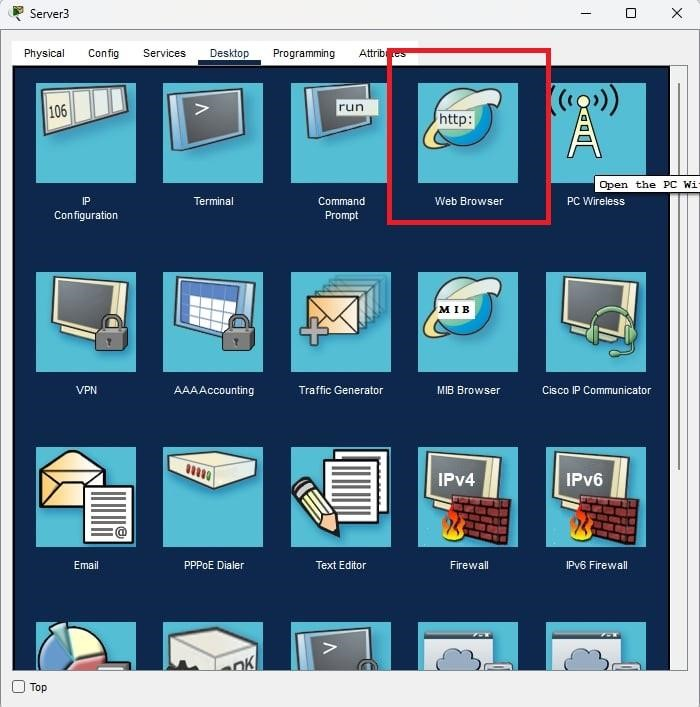 Server3
Physical Config Services Desktop Programming Attributes
106
>
run
http:
IP
Configuration
Terminal
Command
Prompt
Web Browser
PC Wireless
Open the PC Wi
MIB
VPN
AAA Accounting
Traffic Generator
MIB Browser
Cisco IP Communicator
@
IPv4
IPv6
Email
PPPoE Dialer
Text Editor
Firewall
IPv6 Firewall
>
Top